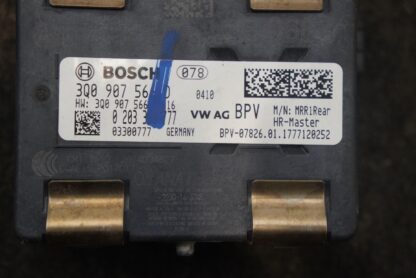 BOSCH 078
3Q0 907 56 D 0410
HW: 3Q0 907 566 16
0 203 3 77 VW AG BPV M/N: MRR1Rear
HR-Master
03300777 GERMANY BPV-07826.01.1777120252